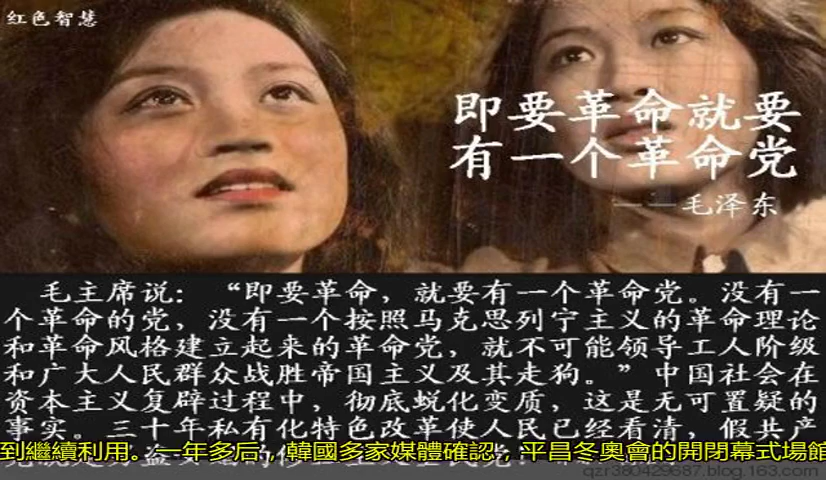 红色智慧
即要革命就要
有一个革命党
——毛泽东
毛主席说：“即要革命，就要有一个革命党。没有一
个革命的党，没有一个按照马克思列宁主义的革命理论
和革命风格建立起来的革命党，就不可能领导工人阶级
和广大人民群众战胜帝国主义及其走狗。”中国社会在
资本主义复辟过程中，彻底蜕化变质，这是无可置疑的
事实。三十年私有化特色改革使人民已经看清，假共产
到繼續利用。一年多后，韓國多家媒體確認，平昌冬奧會的開閉幕式場館
qzr380429687.blog.163.com